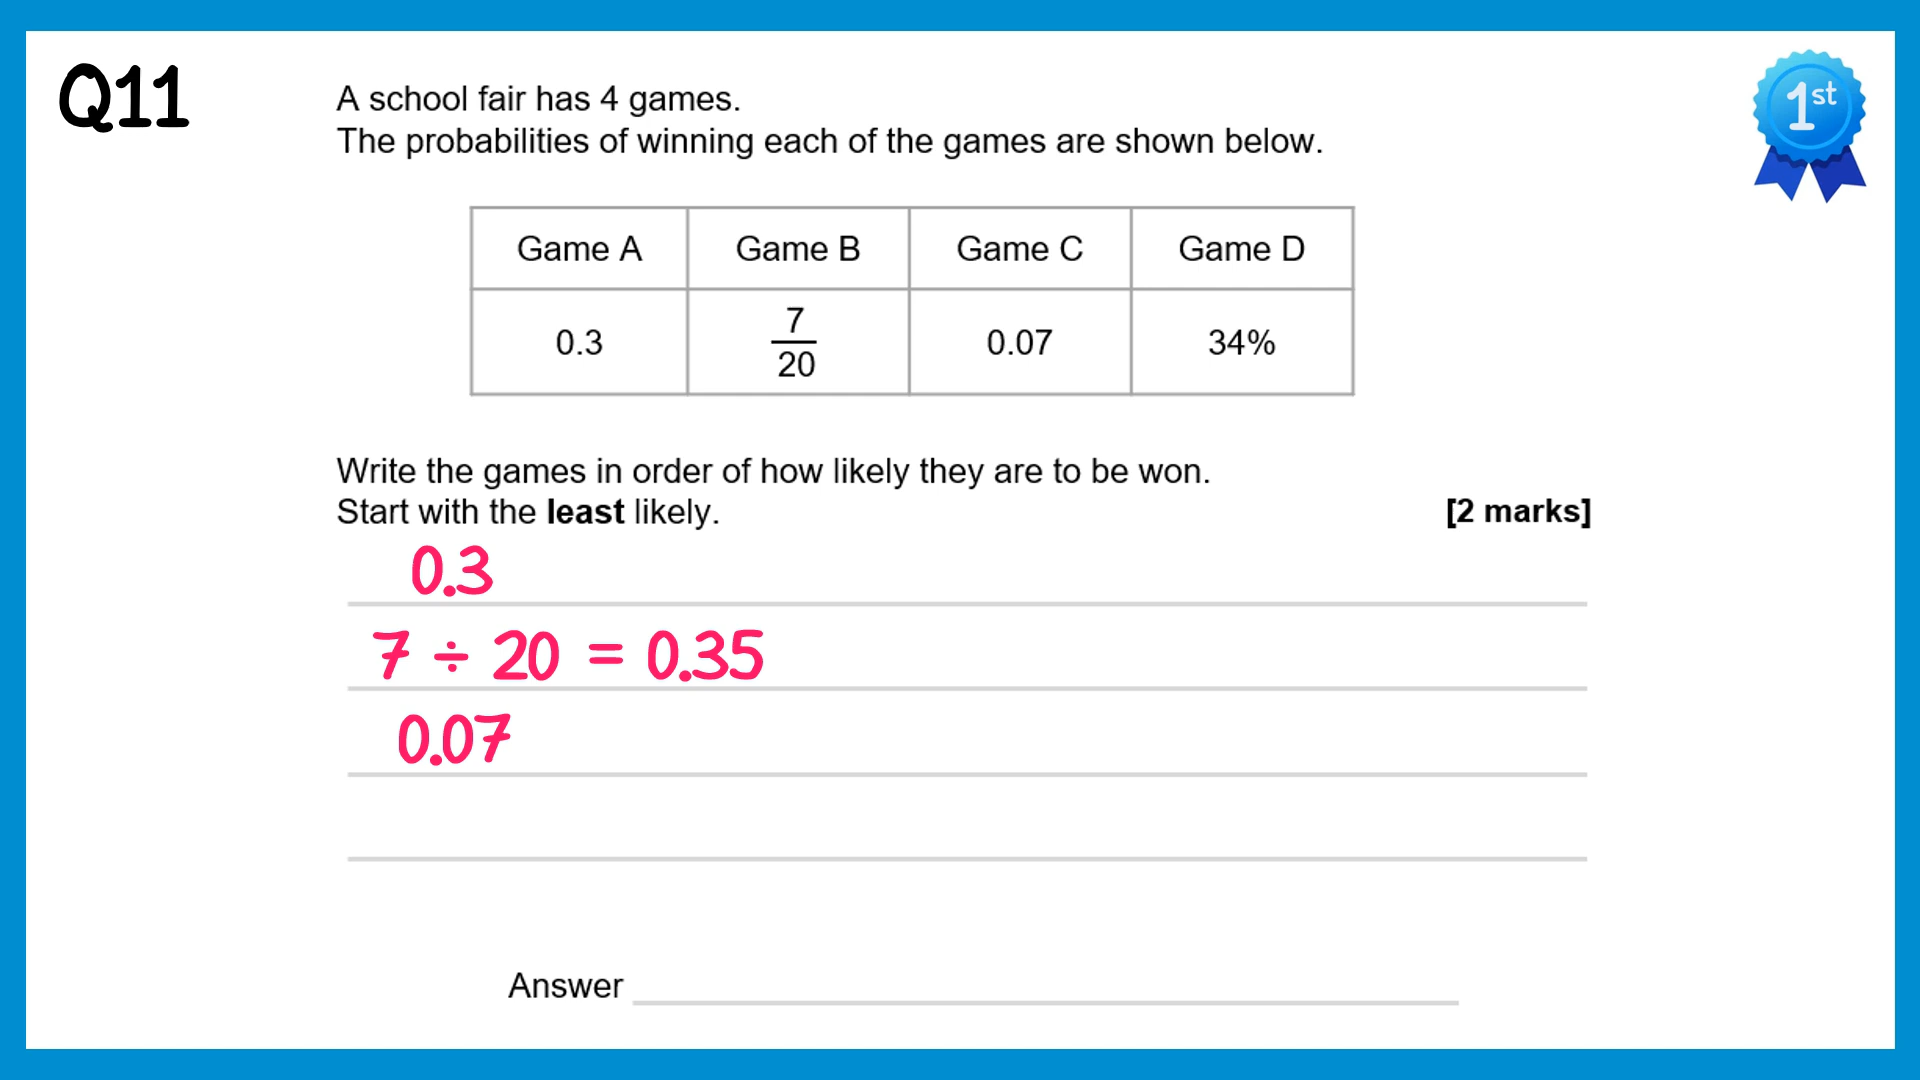 Q11
1st
A school fair has 4 games.
The probabilities of winning each of the games are shown below.
Game A Game B Game C Game D
0.3 7/20 0.07 34%
Write the games in order of how likely they are to be won.
Start with the least likely. [2 marks]
0.3
7 ÷ 20 = 0.35
0.07
Answer